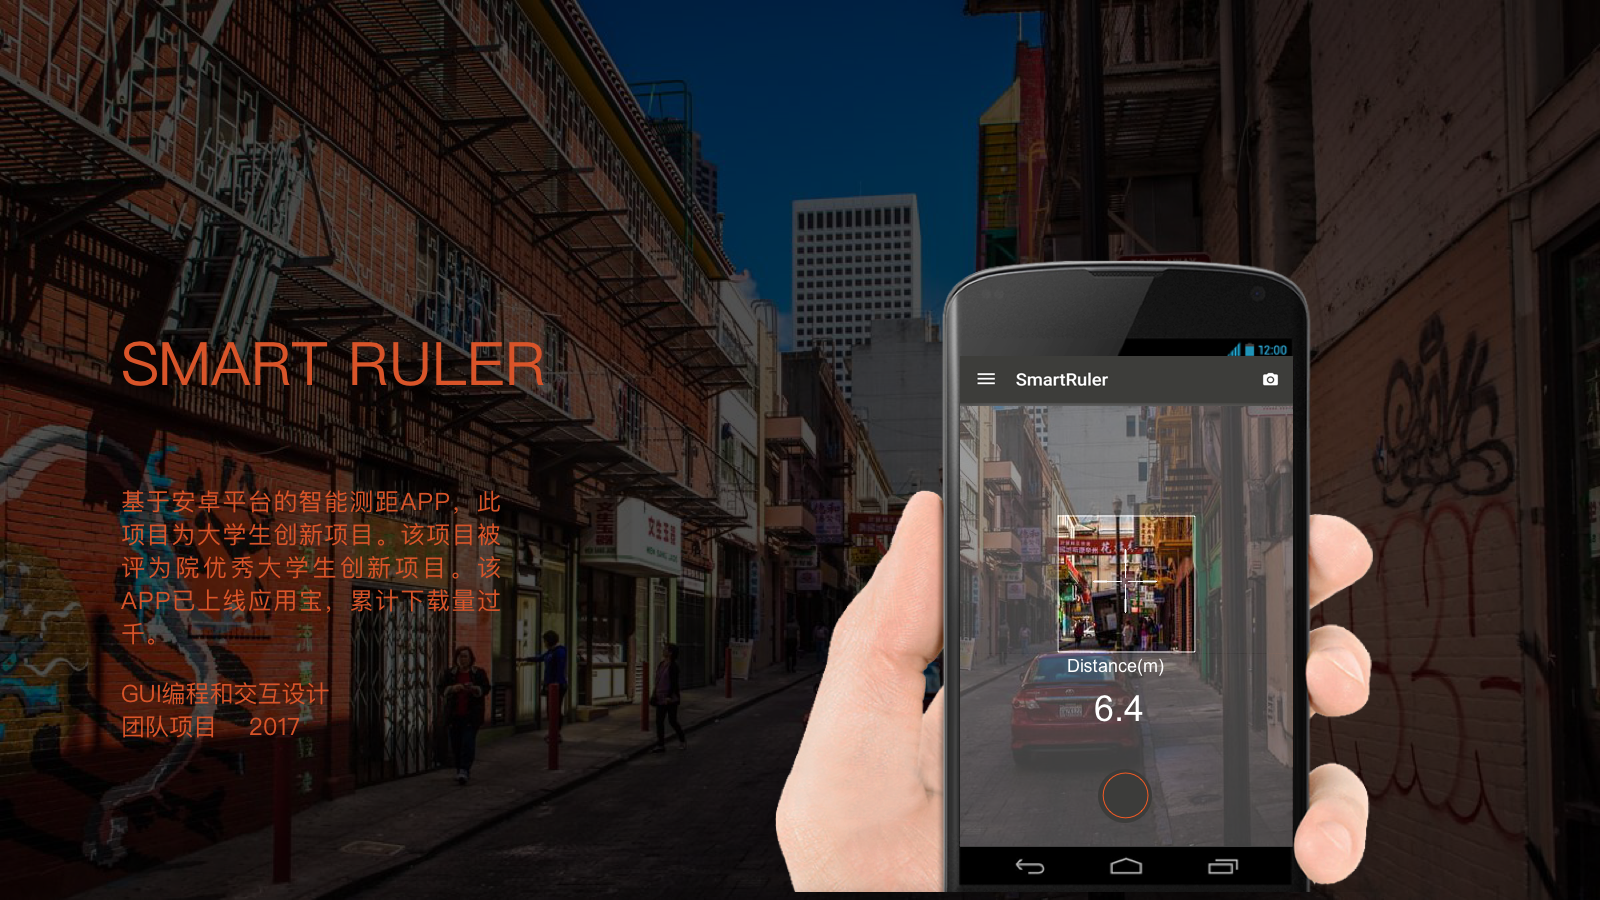 SMART RULER
基于安卓平台的智能测距APP，此
项目为大学生创新项目。该项目被
评为院优秀大学生创新项目。该
APP已上线应用宝，累计下载量过
千。
GUI编程和交互设计
团队项目 2017
12:00
SmartRuler
Distance(m)
6.4